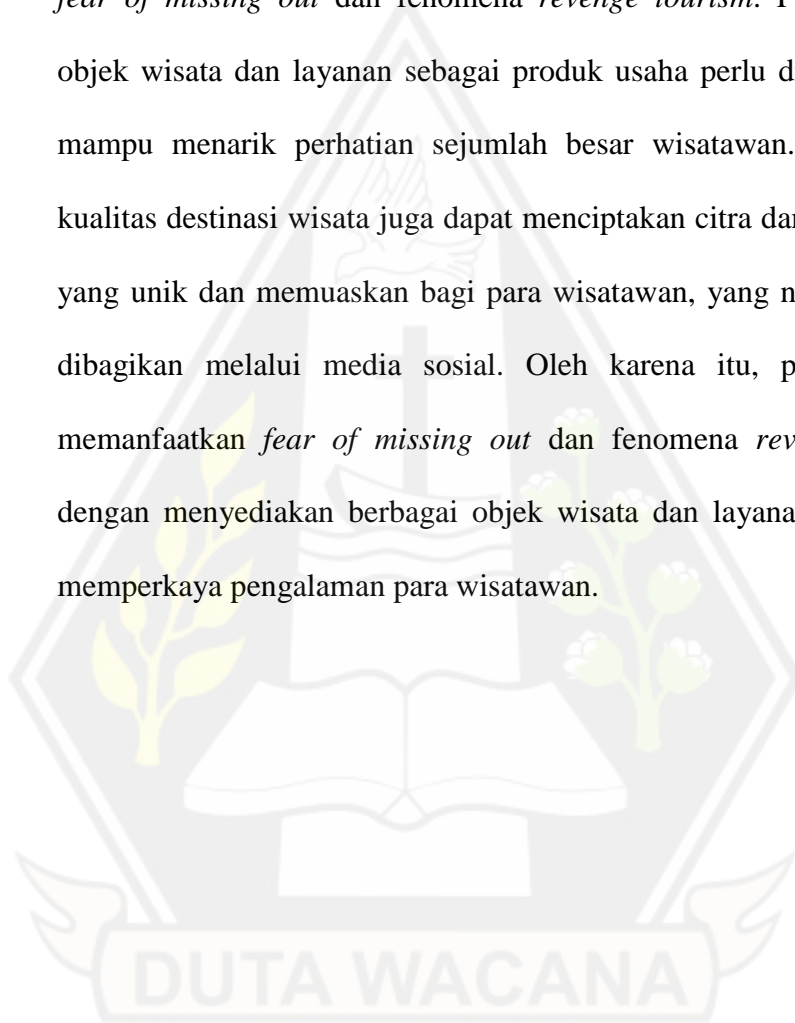 fear of missing out dan fenomena revenge tourism.
objek wisata dan layanan sebagai produk usaha perlu
mampu menarik perhatian sejumlah besar wisatawan.
kualitas destinasi wisata juga dapat menciptakan citra
yang unik dan memuaskan bagi para wisatawan, yang
dibagikan melalui media sosial. Oleh karena itu,
memanfaatkan fear of missing out dan fenomena
dengan menyediakan berbagai objek wisata dan
memperkaya pengalaman para wisatawan.
DUTA WACANA